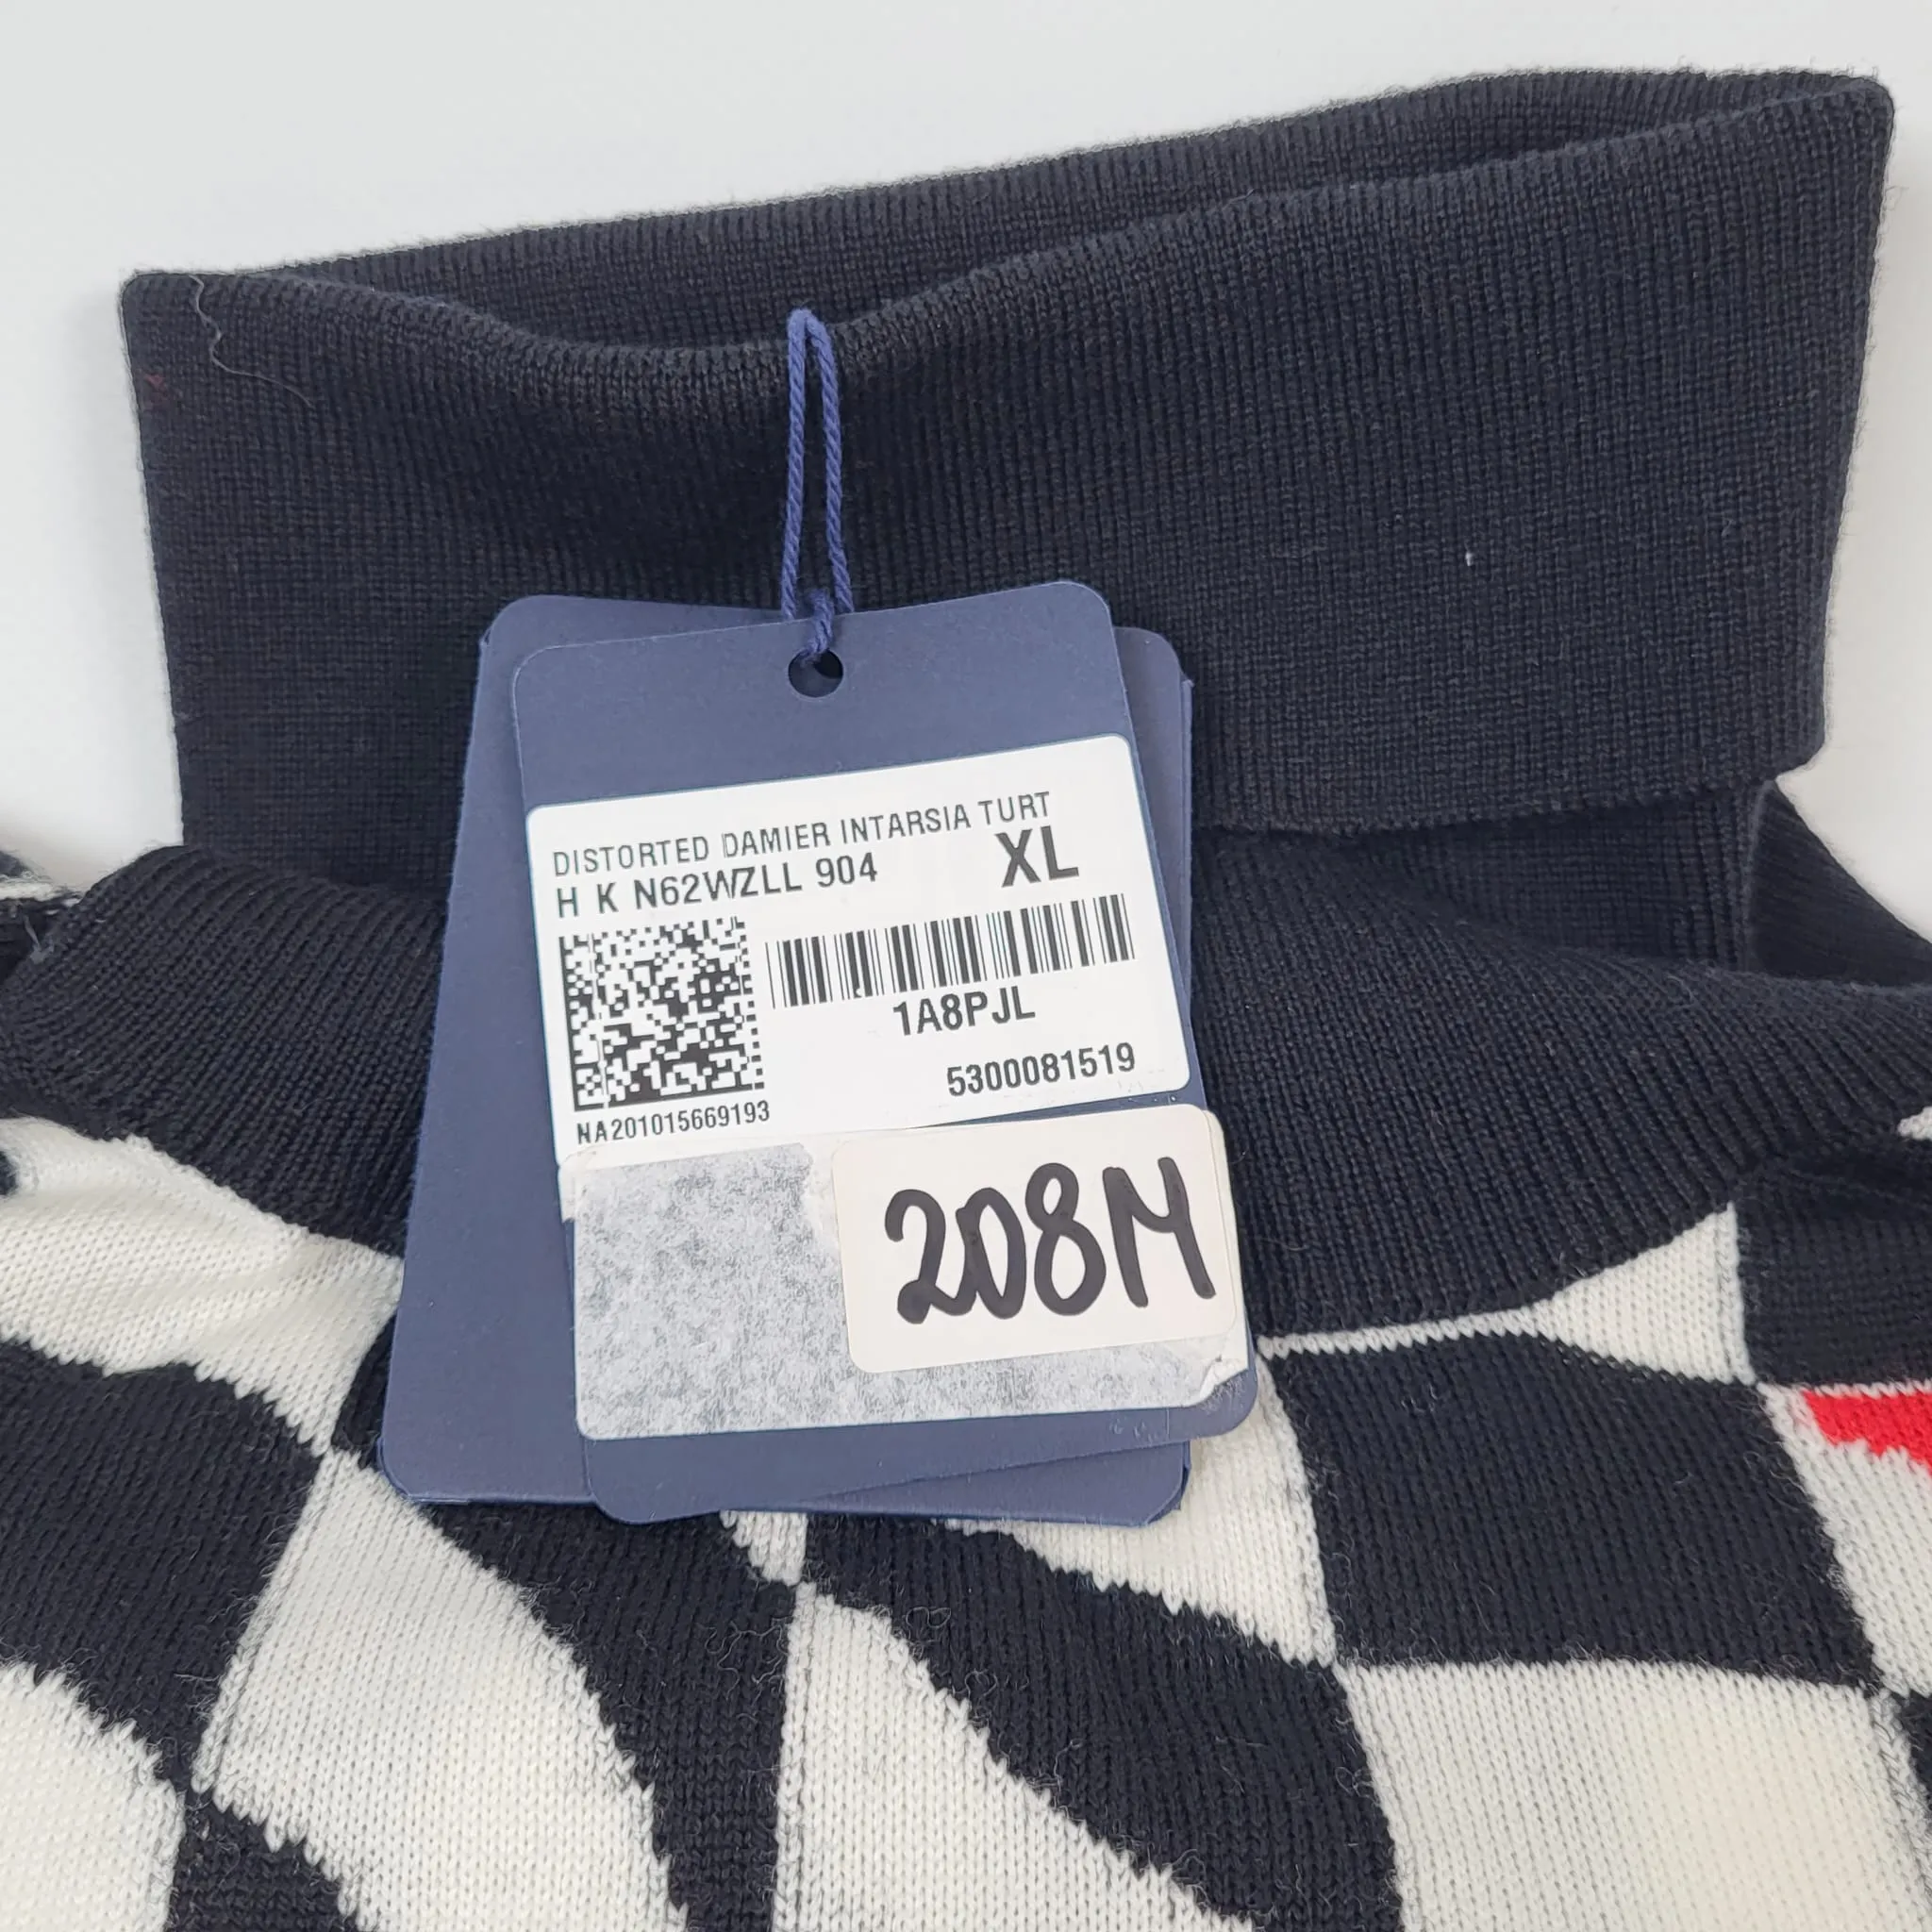 DISTORTED DAMIER INTARSIA TURT
H K N62WZLL 904 XL
1A8PJL
5300081519
NA201015669193
208M